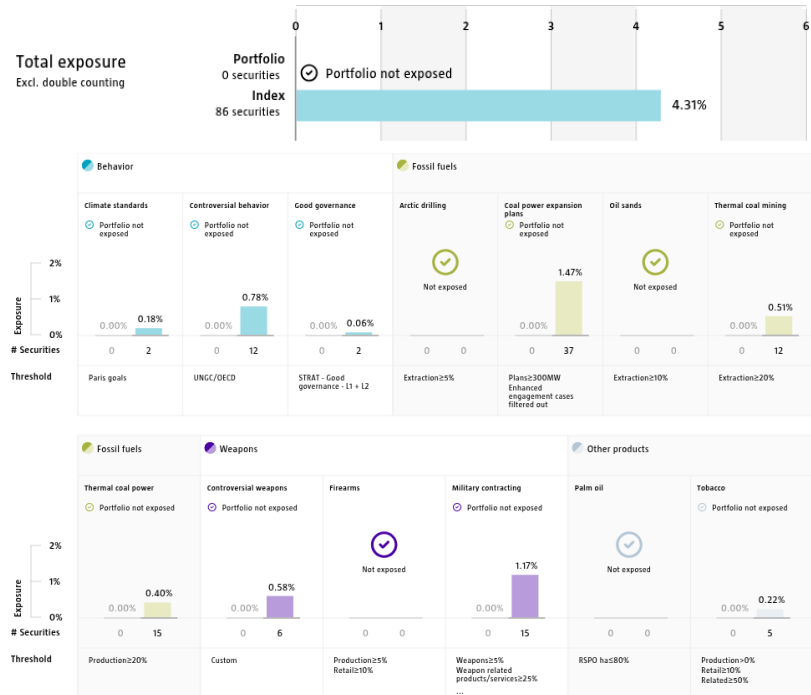 0 1 2 3 4 5 6
Total exposure
Excl. double counting
Portfolio
0 securities
Portfolio not exposed
Index
86 securities
4.31%
Behavior
Fossil fuels
Climate standards
Controversial behavior
Good governance
Arctic drilling
Coal power expansion
plans
Oil sands
Thermal coal mining
Portfolio not
exposed
Portfolio not
exposed
Portfolio not
exposed
Portfolio not
exposed
Portfolio not
exposed
Not exposed
Not exposed
Exposure
2%
1%
0%
0.00% 0.18%
0.00% 0.78%
0.00% 0.06%
0.00% 1.47%
0.00% 0.51%
# Securities 0 2 0 12 0 2 0 0 0 37 0 0 0 12
Threshold
Paris goals
UNGC/OECD
STRAT - Good
governance - L1 + L2
Extraction≥5%
Plans≥300MW
Enhanced
engagement cases
filtered out
Extraction≥10%
Extraction≥20%
Fossil fuels
Weapons
Other products
Thermal coal power
Controversial weapons
Firearms
Military contracting
Palm oil
Tobacco
Portfolio not exposed
Portfolio not exposed
Portfolio not exposed
Portfolio not exposed
Not exposed
Not exposed
Exposure
2%
1%
0%
0.00% 0.40%
0.00% 0.58%
0.00% 1.17%
0.00% 0.22%
# Securities 0 15 0 6 0 0 0 15 0 0 0 5
Threshold
Production≥20%
Custom
Production≥5%
Retail≥10%
Weapons≥5%
Weapon related
products/services≥25%
...
RSPO ha≤80%
Production>0%
Retail≥10%
Related≥50%